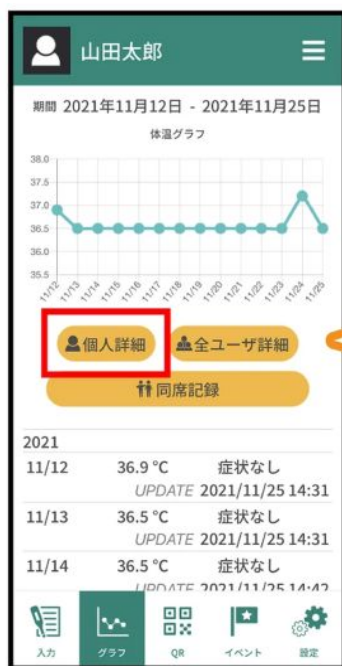 山田太郎
期間 2021年11月12日 - 2021年11月25日
体温グラフ
38.0
37.5
37.0
36.5
36.0
35.5
11/12 11/13 11/14 11/15 11/16 11/17 11/18 11/19 11/20 11/21 11/22 11/23 11/24 11/25
個人詳細 全ユーザ詳細
同席記録
2021
11/12 36.9 °C 症状なし
UPDATE 2021/11/25 14:31
11/13 36.5 °C 症状なし
UPDATE 2021/11/25 14:31
11/14 36.5 °C 症状なし
UPDATE 2021/11/25 14:42
入力 グラフ QR イベント 設定